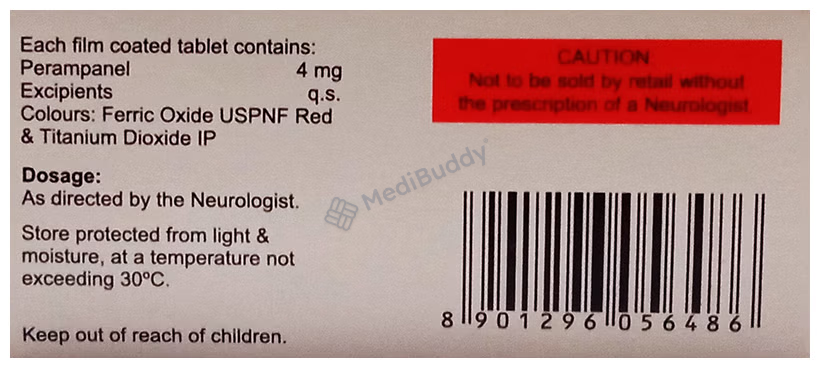 Each film coated tablet contains:
Perampanel 4 mg
Excipients q.s.
Colours: Ferric Oxide USPNF Red
& Titanium Dioxide IP
Dosage:
As directed by the Neurologist.
Store protected from light &
moisture, at a temperature not
exceeding 30ºC.
Keep out of reach of children.
CAUTION
Not to be sold by retail without
the prescription of a Neurologist.
MediBuddy
8 901296 056486